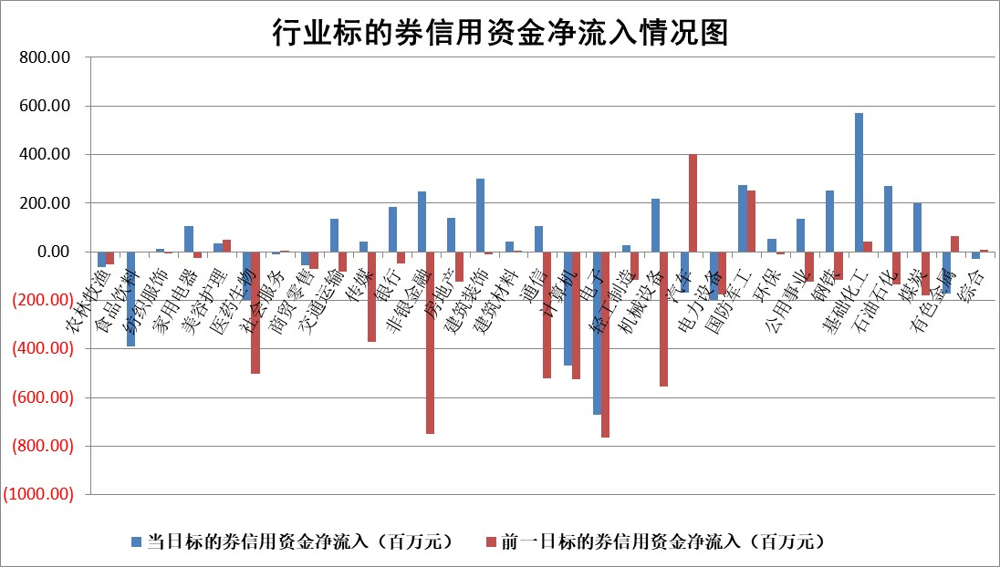 行业标的券信用资金净流入情况图
800.00
600.00
400.00
200.00
0.00
(200.00)
(400.00)
(600.00)
(800.00)
(1000.00)
农林牧渔
食品饮料
纺织服饰
家用电器
美容护理
医药生物
社会服务
商贸零售
交通运输
传媒
银行
非银金融
房地产
建筑装饰
建筑材料
通信
计算机
电子
轻工制造
机械设备
汽车
电力设备
国防军工
环保
公用事业
钢铁
基础化工
石油石化
煤炭
有色金属
综合
当日标的券信用资金净流入（百万元）
前一日标的券信用资金净流入（百万元）